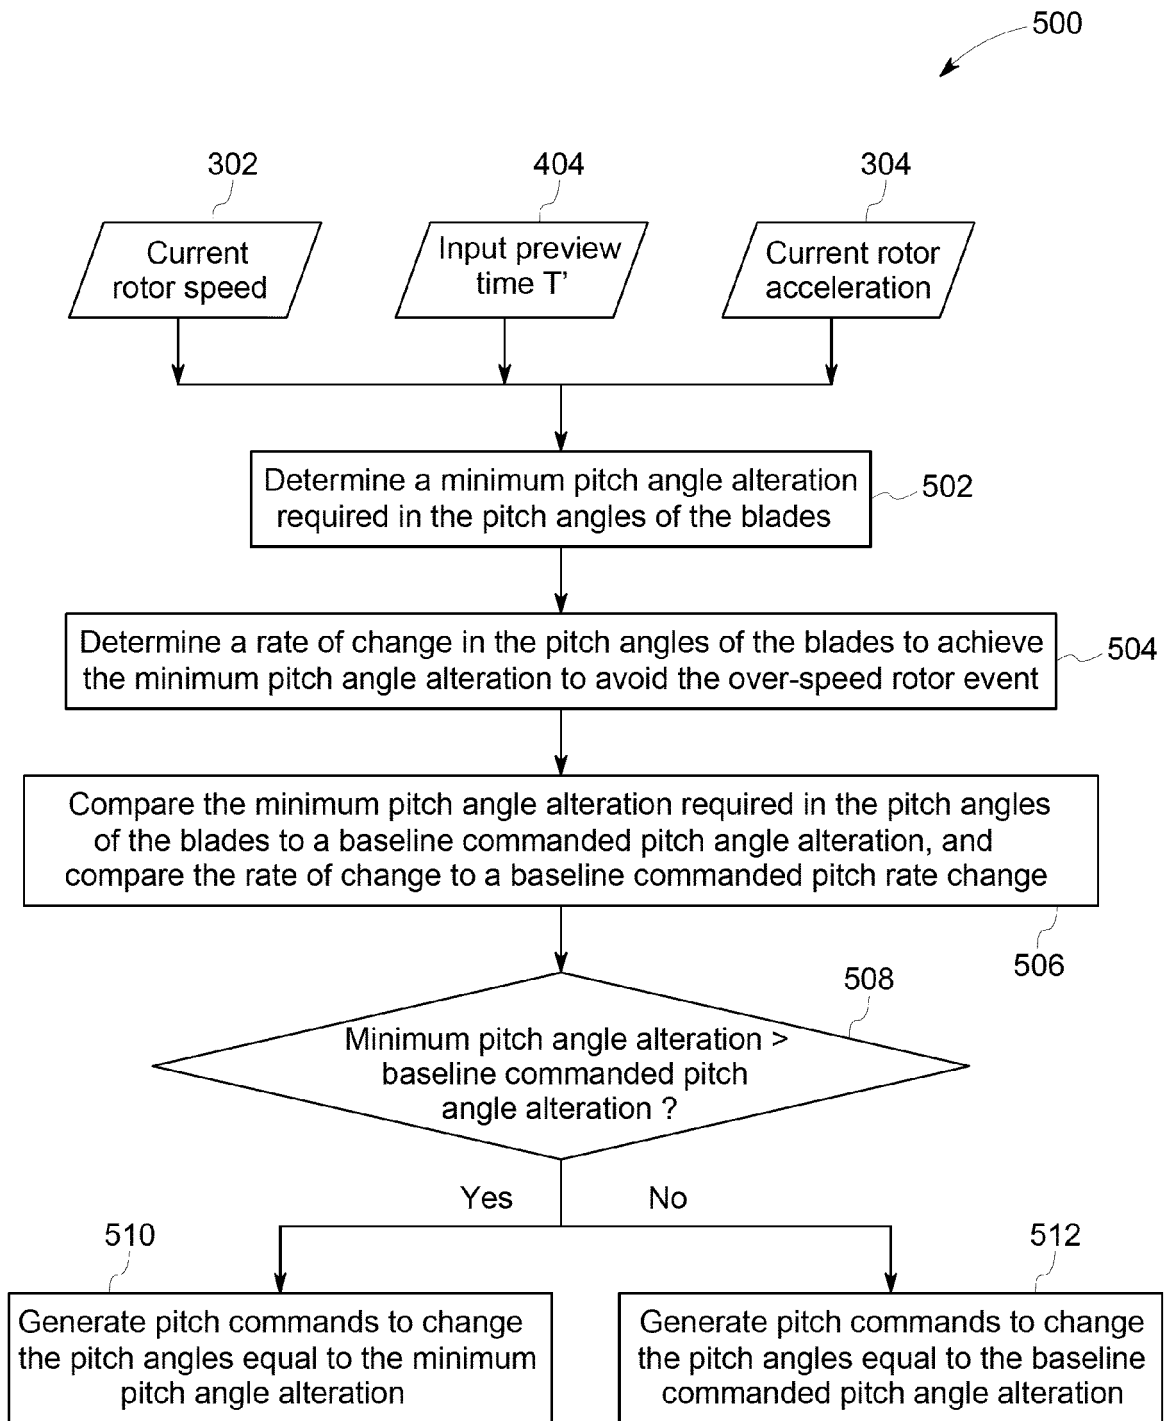 500
302
404
304
Current
rotor speed
Input preview
time T’
Current rotor
acceleration
Determine a minimum pitch angle alteration
required in the pitch angles of the blades
502
Determine a rate of change in the pitch angles of the blades to achieve
the minimum pitch angle alteration to avoid the over-speed rotor event
504
Compare the minimum pitch angle alteration required in the pitch angles
of the blades to a baseline commanded pitch angle alteration, and
compare the rate of change to a baseline commanded pitch rate change
506
508
Minimum pitch angle alteration >
baseline commanded pitch
angle alteration ?
Yes
No
510
512
Generate pitch commands to change
the pitch angles equal to the minimum
pitch angle alteration
Generate pitch commands to change
the pitch angles equal to the baseline
commanded pitch angle alteration